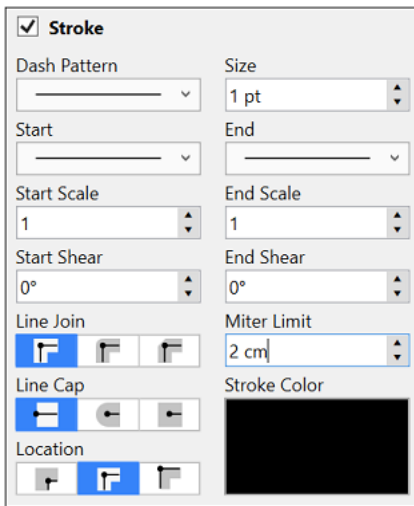 Stroke
Dash Pattern Size
1 pt
Start End
Start Scale End Scale
1 1
Start Shear End Shear
0° 0°
Line Join Miter Limit
2 cm
Line Cap Stroke Color
Location